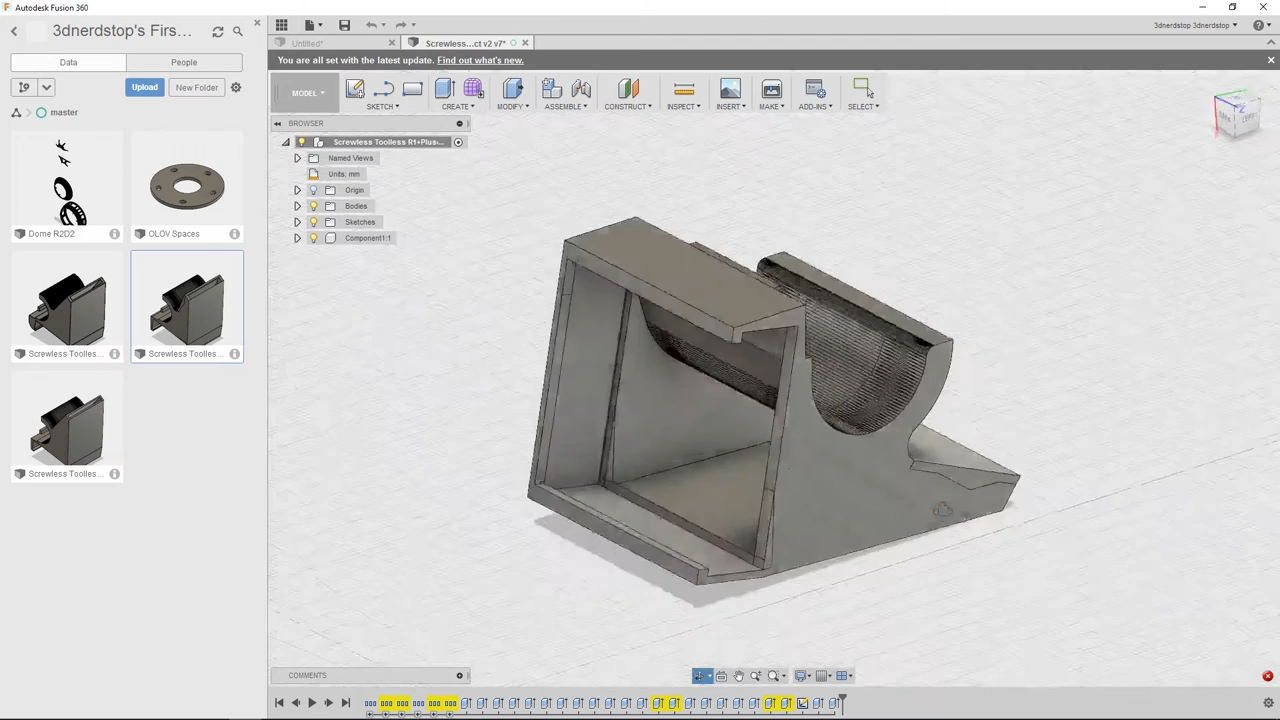 Autodesk Fusion 360
3dnerdstop's Firs...
Data
People
Upload
New Folder
master
Dome R2D2
OLOV Spaces
Screwless Toolles...
Screwless Toolles...
Screwless Toolles...
3dnerdstop 3dnerdstop
Untitled*
Screwless...ct v2 v7*
You are all set with the latest update. Find out what's new.
MODEL
SKETCH
CREATE
MODIFY
ASSEMBLE
CONSTRUCT
INSPECT
INSERT
MAKE
ADD-INS
SELECT
BROWSER
Screwless Toolless R1+Plus-...
Named Views
Units: mm
Origin
Bodies
Sketches
Component1:1
COMMENTS